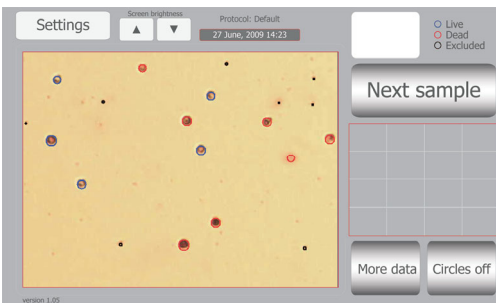 Settings
Screen brightness
Protocol: Default
27 June, 2009 14:23
Live
Dead
Excluded
Next sample
More data
Circles off
version 1.05